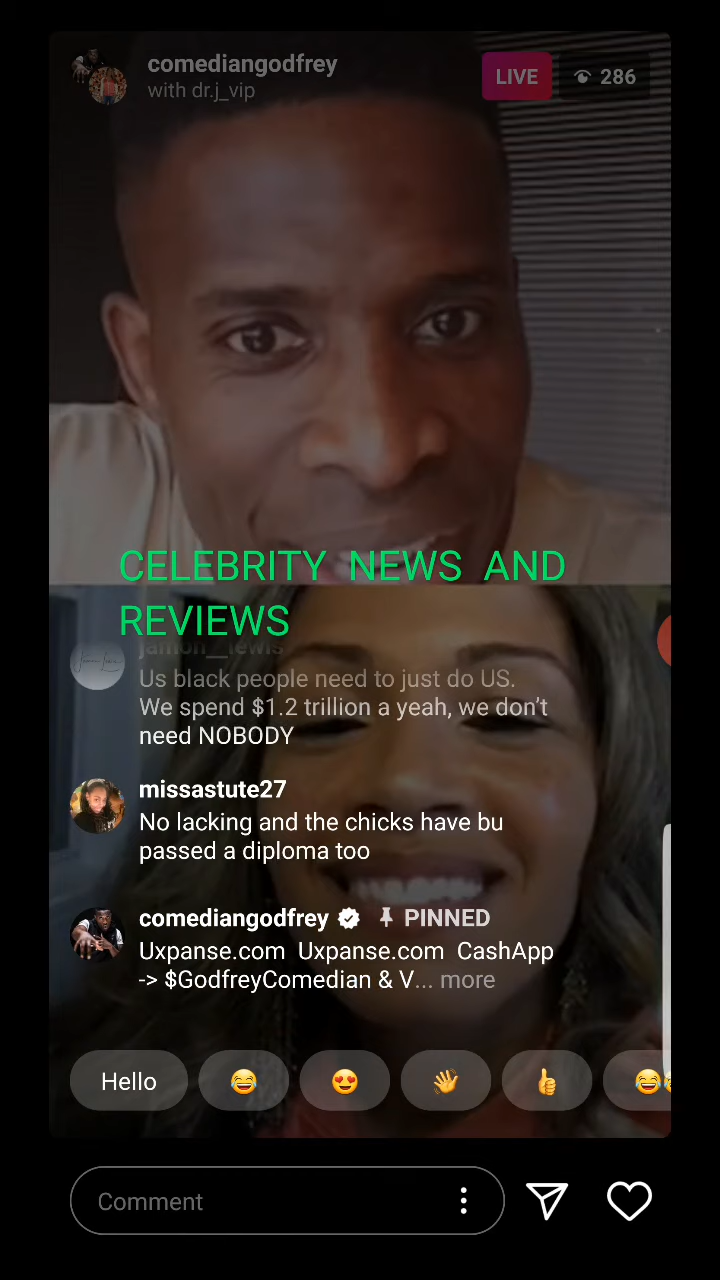 comediangodfrey
with dr.j_vip
LIVE
286
CELEBRITY NEWS AND
REVIEWS
jamon__lewis
Us black people need to just do US.
We spend $1.2 trillion a yeah, we don't
need NOBODY
missastute27
No lacking and the chicks have bu
passed a diploma too
comediangodfrey PINNED
Uxpanse.com Uxpanse.com CashApp
-> $GodfreyComedian & V... more
Hello
Comment